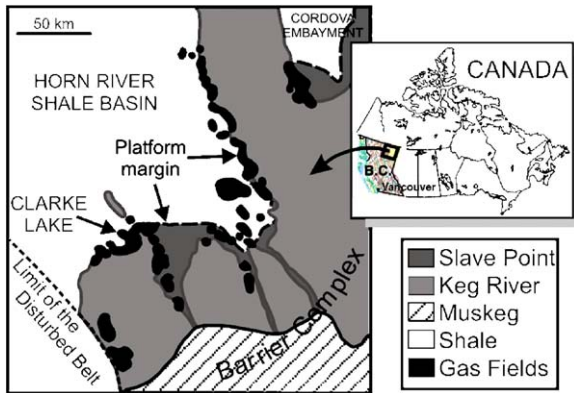 50 km
CORDOVA
EMBAYMENT
HORN RIVER
SHALE BASIN
Platform
margin
CLARKE
LAKE
Limit of the
Disturbed Belt
Barrier Complex
CANADA
B.C.
Vancouver
Slave Point
Keg River
Muskeg
Shale
Gas Fields